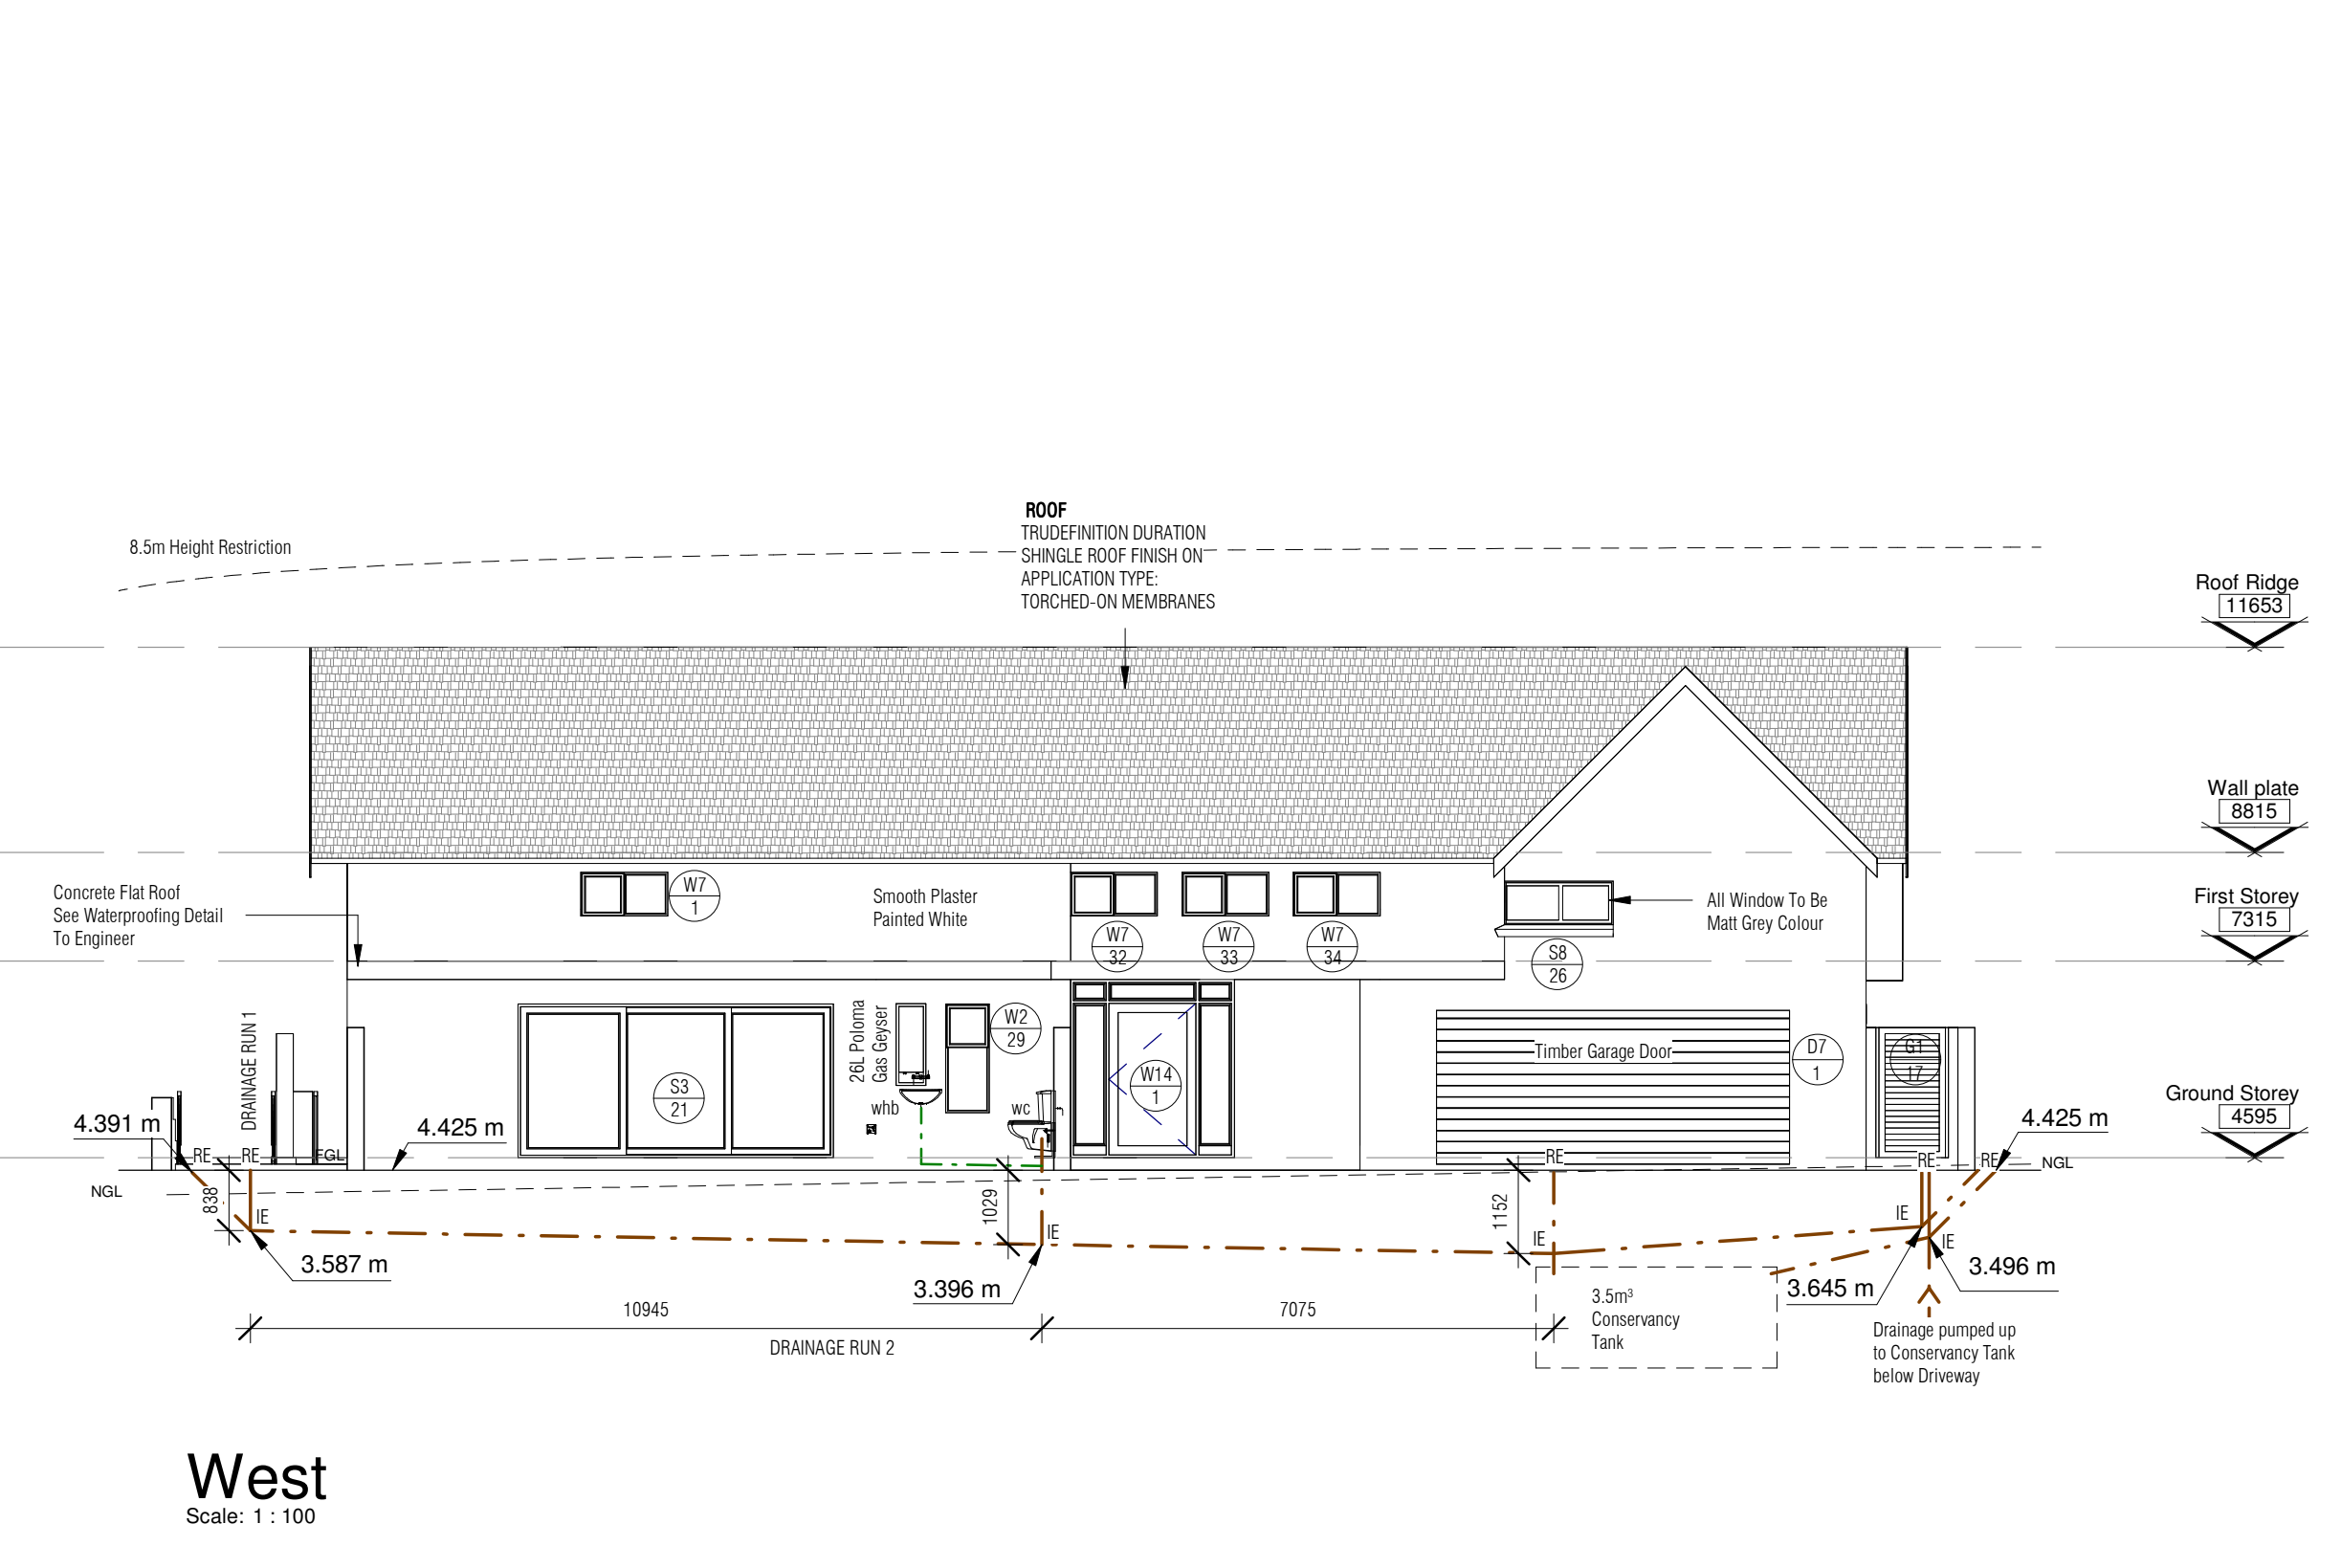 ROOF
TRUDEFINITION DURATION
SHINGLE ROOF FINISH ON
APPLICATION TYPE:
TORCHED-ON MEMBRANES
8.5m Height Restriction
Roof Ridge
11653
Wall plate
8815
First Storey
7315
Ground Storey
4595
Concrete Flat Roof
See Waterproofing Detail
To Engineer
W7
1
Smooth Plaster
Painted White
W7
32
W7
33
W7
34
S8
26
All Window To Be
Matt Grey Colour
DRAINAGE RUN 1
S3
21
26L Poloma
Gas Geyser
W2
29
whb
wc
W14
1
Timber Garage Door
D7
1
G1
17
4.391 m
4.425 m
4.425 m
RE
RE
FGL
RE
RE
RE
NGL
NGL
838
IE
1029
IE
1152
IE
IE
IE
3.587 m
3.396 m
3.645 m
3.496 m
10945
7075
DRAINAGE RUN 2
3.5m³
Conservancy
Tank
Drainage pumped up
to Conservancy Tank
below Driveway
West
Scale: 1 : 100